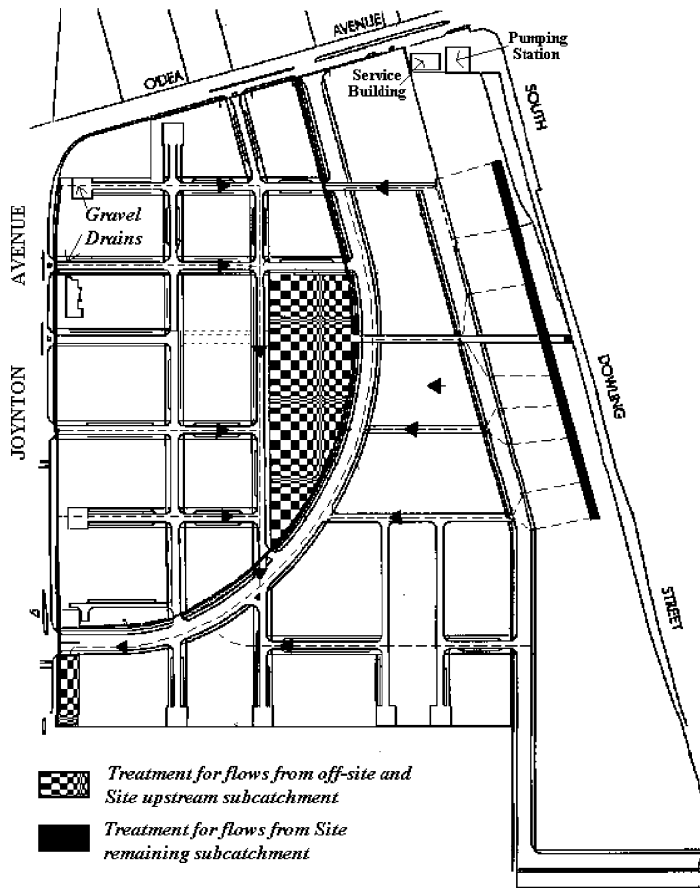 AVENUE
O'DEA
Pumping
Station
Service
Building
SOUTH
Gravel
Drains
AVENUE
JOYNTON
DOWLING
STREET
Treatment for flows from off-site and
Site upstream subcatchment
Treatment for flows from Site
remaining subcatchment